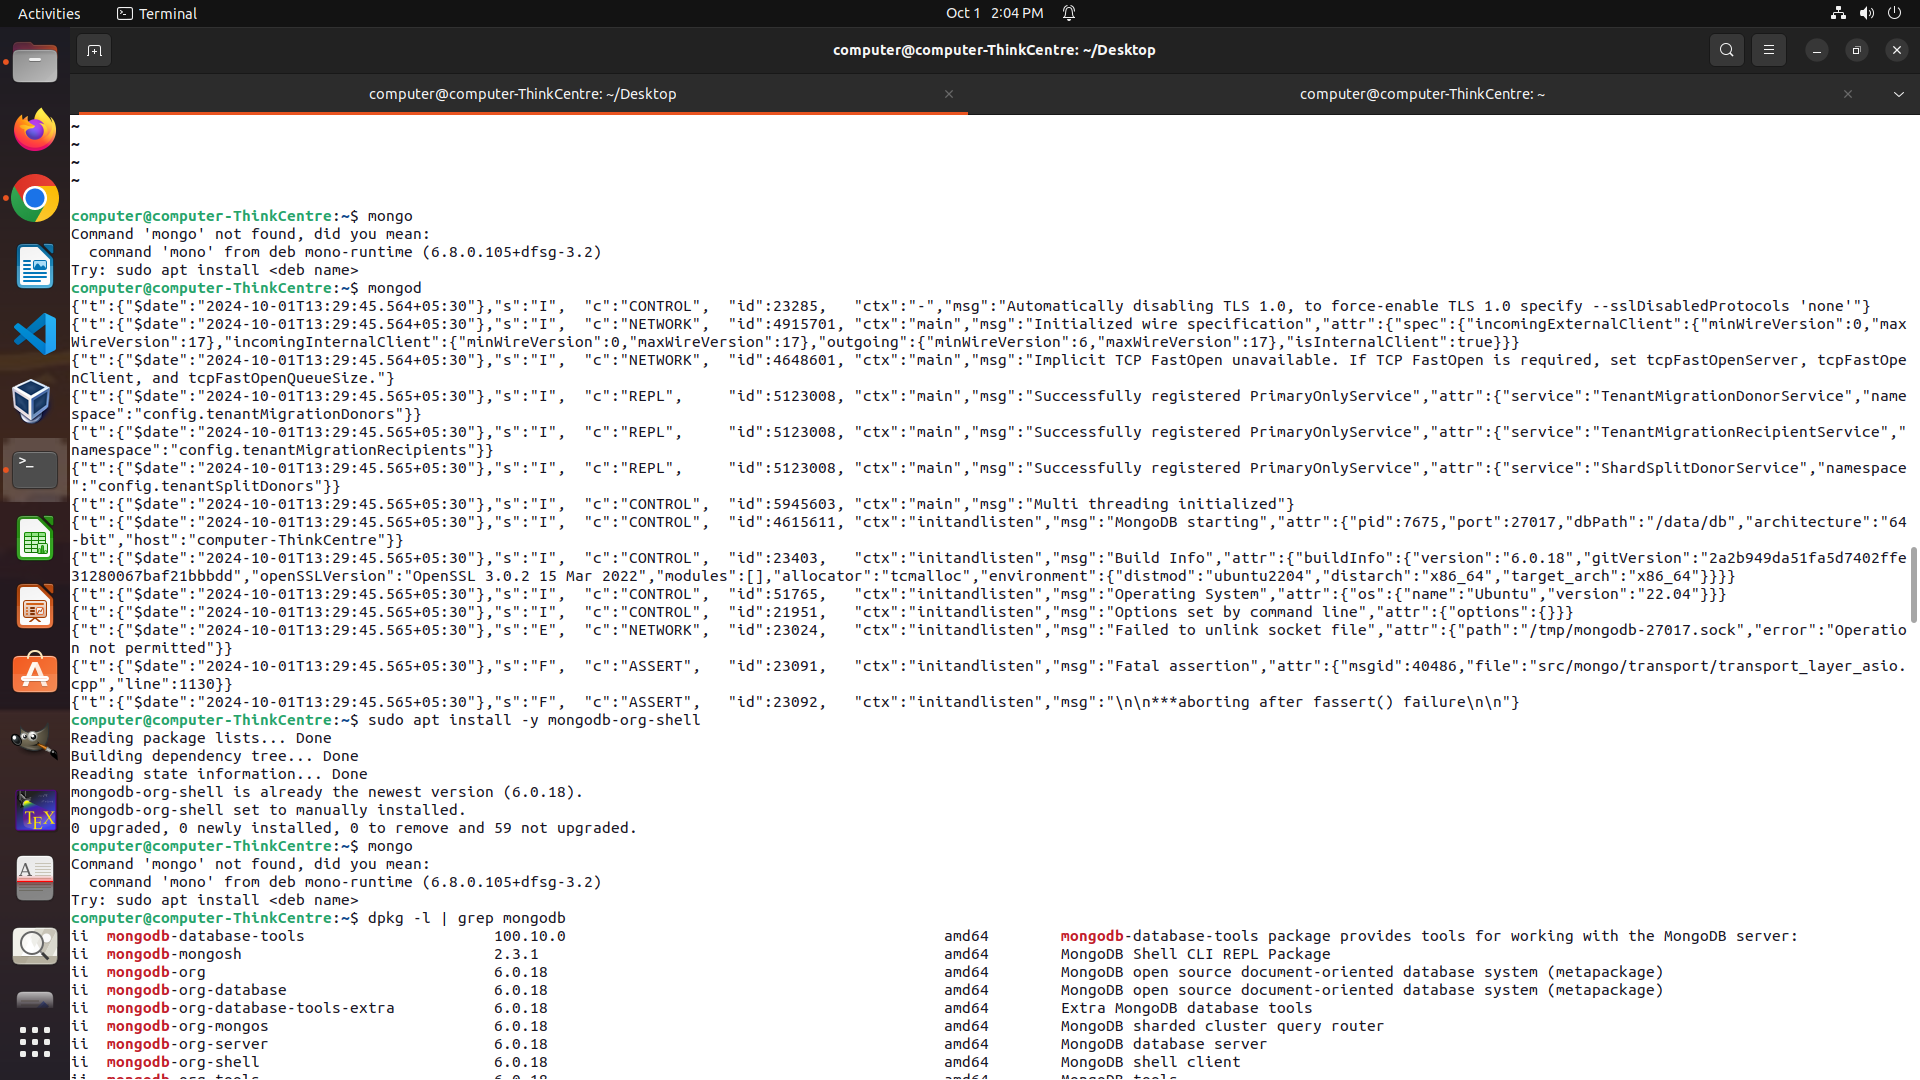 Activities
Terminal
Oct 1 2:04 PM
computer@computer-ThinkCentre: ~/Desktop
computer@computer-ThinkCentre: ~/Desktop
computer@computer-ThinkCentre: ~
~
~
~
~
computer@computer-ThinkCentre:~$ mongo
Command 'mongo' not found, did you mean:
  command 'mono' from deb mono-runtime (6.8.0.105+dfsg-3.2)
Try: sudo apt install <deb name>
computer@computer-ThinkCentre:~$ mongod
{"t":{"$date":"2024-10-01T13:29:45.564+05:30"},"s":"I",  "c":"CONTROL",  "id":23285,   "ctx":"-","msg":"Automatically disabling TLS 1.0, to force-enable TLS 1.0 specify --sslDisabledProtocols 'none'"}
{"t":{"$date":"2024-10-01T13:29:45.564+05:30"},"s":"I",  "c":"NETWORK",  "id":4915701, "ctx":"main","msg":"Initialized wire specification","attr":{"spec":{"incomingExternalClient":{"minWireVersion":0,"max
WireVersion":17},"incomingInternalClient":{"minWireVersion":0,"maxWireVersion":17},"outgoing":{"minWireVersion":6,"maxWireVersion":17},"isInternalClient":true}}}
{"t":{"$date":"2024-10-01T13:29:45.564+05:30"},"s":"I",  "c":"NETWORK",  "id":4648601, "ctx":"main","msg":"Implicit TCP FastOpen unavailable. If TCP FastOpen is required, set tcpFastOpenServer, tcpFastOpe
nClient, and tcpFastOpenQueueSize."}
{"t":{"$date":"2024-10-01T13:29:45.565+05:30"},"s":"I",  "c":"REPL",     "id":5123008, "ctx":"main","msg":"Successfully registered PrimaryOnlyService","attr":{"service":"TenantMigrationDonorService","name
space":"config.tenantMigrationDonors"}}
{"t":{"$date":"2024-10-01T13:29:45.565+05:30"},"s":"I",  "c":"REPL",     "id":5123008, "ctx":"main","msg":"Successfully registered PrimaryOnlyService","attr":{"service":"TenantMigrationRecipientService","
namespace":"config.tenantMigrationRecipients"}}
{"t":{"$date":"2024-10-01T13:29:45.565+05:30"},"s":"I",  "c":"REPL",     "id":5123008, "ctx":"main","msg":"Successfully registered PrimaryOnlyService","attr":{"service":"ShardSplitDonorService","namespace
":"config.tenantSplitDonors"}}
{"t":{"$date":"2024-10-01T13:29:45.565+05:30"},"s":"I",  "c":"CONTROL",  "id":5945603, "ctx":"main","msg":"Multi threading initialized"}
{"t":{"$date":"2024-10-01T13:29:45.565+05:30"},"s":"I",  "c":"CONTROL",  "id":4615611, "ctx":"initandlisten","msg":"MongoDB starting","attr":{"pid":7675,"port":27017,"dbPath":"/data/db","architecture":"64
-bit","host":"computer-ThinkCentre"}}
{"t":{"$date":"2024-10-01T13:29:45.565+05:30"},"s":"I",  "c":"CONTROL",  "id":23403,   "ctx":"initandlisten","msg":"Build Info","attr":{"buildInfo":{"version":"6.0.18","gitVersion":"2a2b949da51fa5d7402ffe
31280067baf21bbbdd","openSSLVersion":"OpenSSL 3.0.2 15 Mar 2022","modules":[],"allocator":"tcmalloc","environment":{"distmod":"ubuntu2204","distarch":"x86_64","target_arch":"x86_64"}}}}
{"t":{"$date":"2024-10-01T13:29:45.565+05:30"},"s":"I",  "c":"CONTROL",  "id":51765,   "ctx":"initandlisten","msg":"Operating System","attr":{"os":{"name":"Ubuntu","version":"22.04"}}}
{"t":{"$date":"2024-10-01T13:29:45.565+05:30"},"s":"I",  "c":"CONTROL",  "id":21951,   "ctx":"initandlisten","msg":"Options set by command line","attr":{"options":{}}}
{"t":{"$date":"2024-10-01T13:29:45.565+05:30"},"s":"E",  "c":"NETWORK",  "id":23024,   "ctx":"initandlisten","msg":"Failed to unlink socket file","attr":{"path":"/tmp/mongodb-27017.sock","error":"Operatio
n not permitted"}}
{"t":{"$date":"2024-10-01T13:29:45.565+05:30"},"s":"F",  "c":"ASSERT",   "id":23091,   "ctx":"initandlisten","msg":"Fatal assertion","attr":{"msgid":40486,"file":"src/mongo/transport/transport_layer_asio.
cpp","line":1130}}
{"t":{"$date":"2024-10-01T13:29:45.565+05:30"},"s":"F",  "c":"ASSERT",   "id":23092,   "ctx":"initandlisten","msg":"\n\n***aborting after fassert() failure\n\n"}
computer@computer-ThinkCentre:~$ sudo apt install -y mongodb-org-shell
Reading package lists... Done
Building dependency tree... Done
Reading state information... Done
mongodb-org-shell is already the newest version (6.0.18).
mongodb-org-shell set to manually installed.
0 upgraded, 0 newly installed, 0 to remove and 59 not upgraded.
computer@computer-ThinkCentre:~$ mongo
Command 'mongo' not found, did you mean:
  command 'mono' from deb mono-runtime (6.8.0.105+dfsg-3.2)
Try: sudo apt install <deb name>
computer@computer-ThinkCentre:~$ dpkg -l | grep mongodb
ii  mongodb-database-tools  100.10.0  amd64  mongodb-database-tools package provides tools for working with the MongoDB server:
ii  mongodb-mongosh  2.3.1  amd64  MongoDB Shell CLI REPL Package
ii  mongodb-org  6.0.18  amd64  MongoDB open source document-oriented database system (metapackage)
ii  mongodb-org-database  6.0.18  amd64  MongoDB open source document-oriented database system (metapackage)
ii  mongodb-org-database-tools-extra  6.0.18  amd64  Extra MongoDB database tools
ii  mongodb-org-mongos  6.0.18  amd64  MongoDB sharded cluster query router
ii  mongodb-org-server  6.0.18  amd64  MongoDB database server
ii  mongodb-org-shell  6.0.18  amd64  MongoDB shell client
ii  mongodb-org-tools  6.0.18  amd64  MongoDB tools